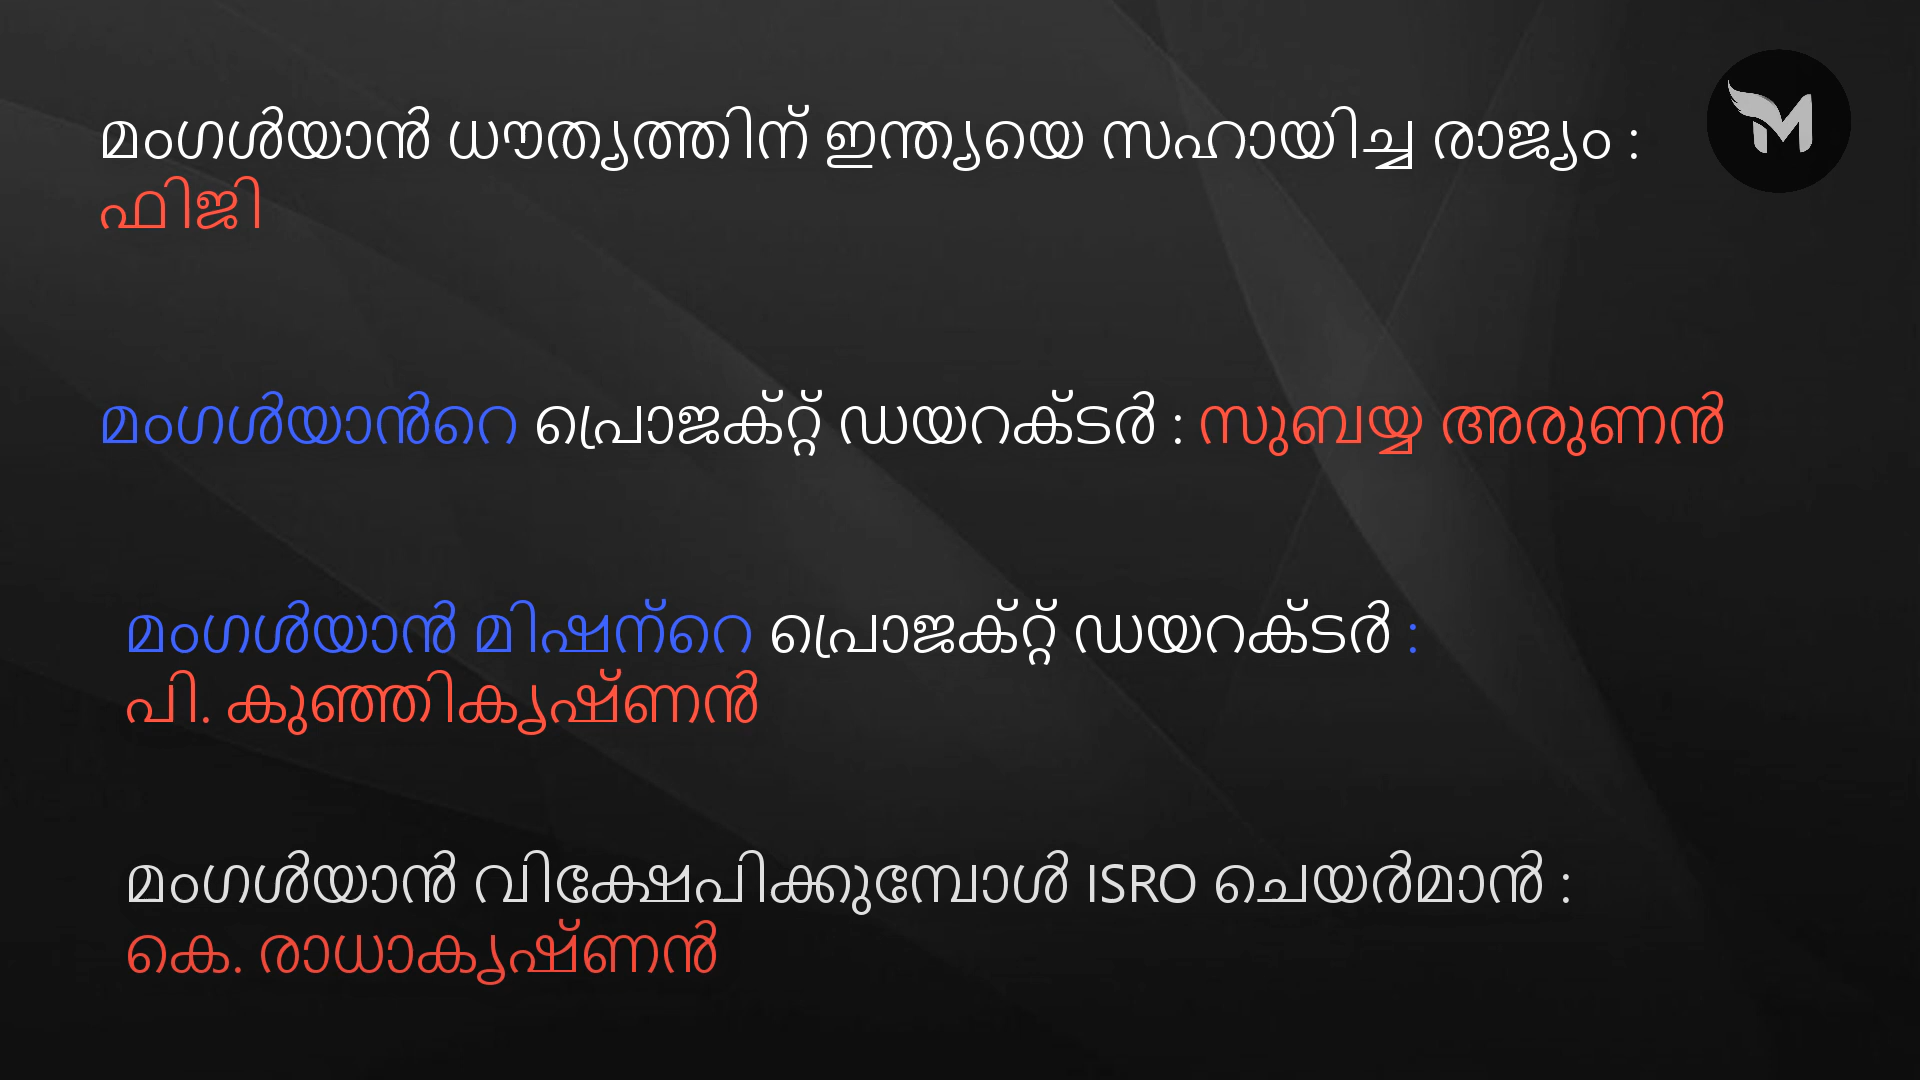 മംഗൾയാൻ ധൗത്യത്തിന് ഇന്ത്യയെ സഹായിച്ച രാജ്യം :
ഫിജി
മംഗൾയാൻറെ പ്രൊജക്റ്റ് ഡയറക്ടർ : സുബയ്യ അരുണൻ
മംഗൾയാൻ മിഷന്റെ പ്രൊജക്റ്റ് ഡയറക്ടർ :
പി. കുഞ്ഞികൃഷ്ണൻ
മംഗൾയാൻ വിക്ഷേപിക്കുമ്പോൾ ISRO ചെയർമാൻ :
കെ. രാധാകൃഷ്ണൻ